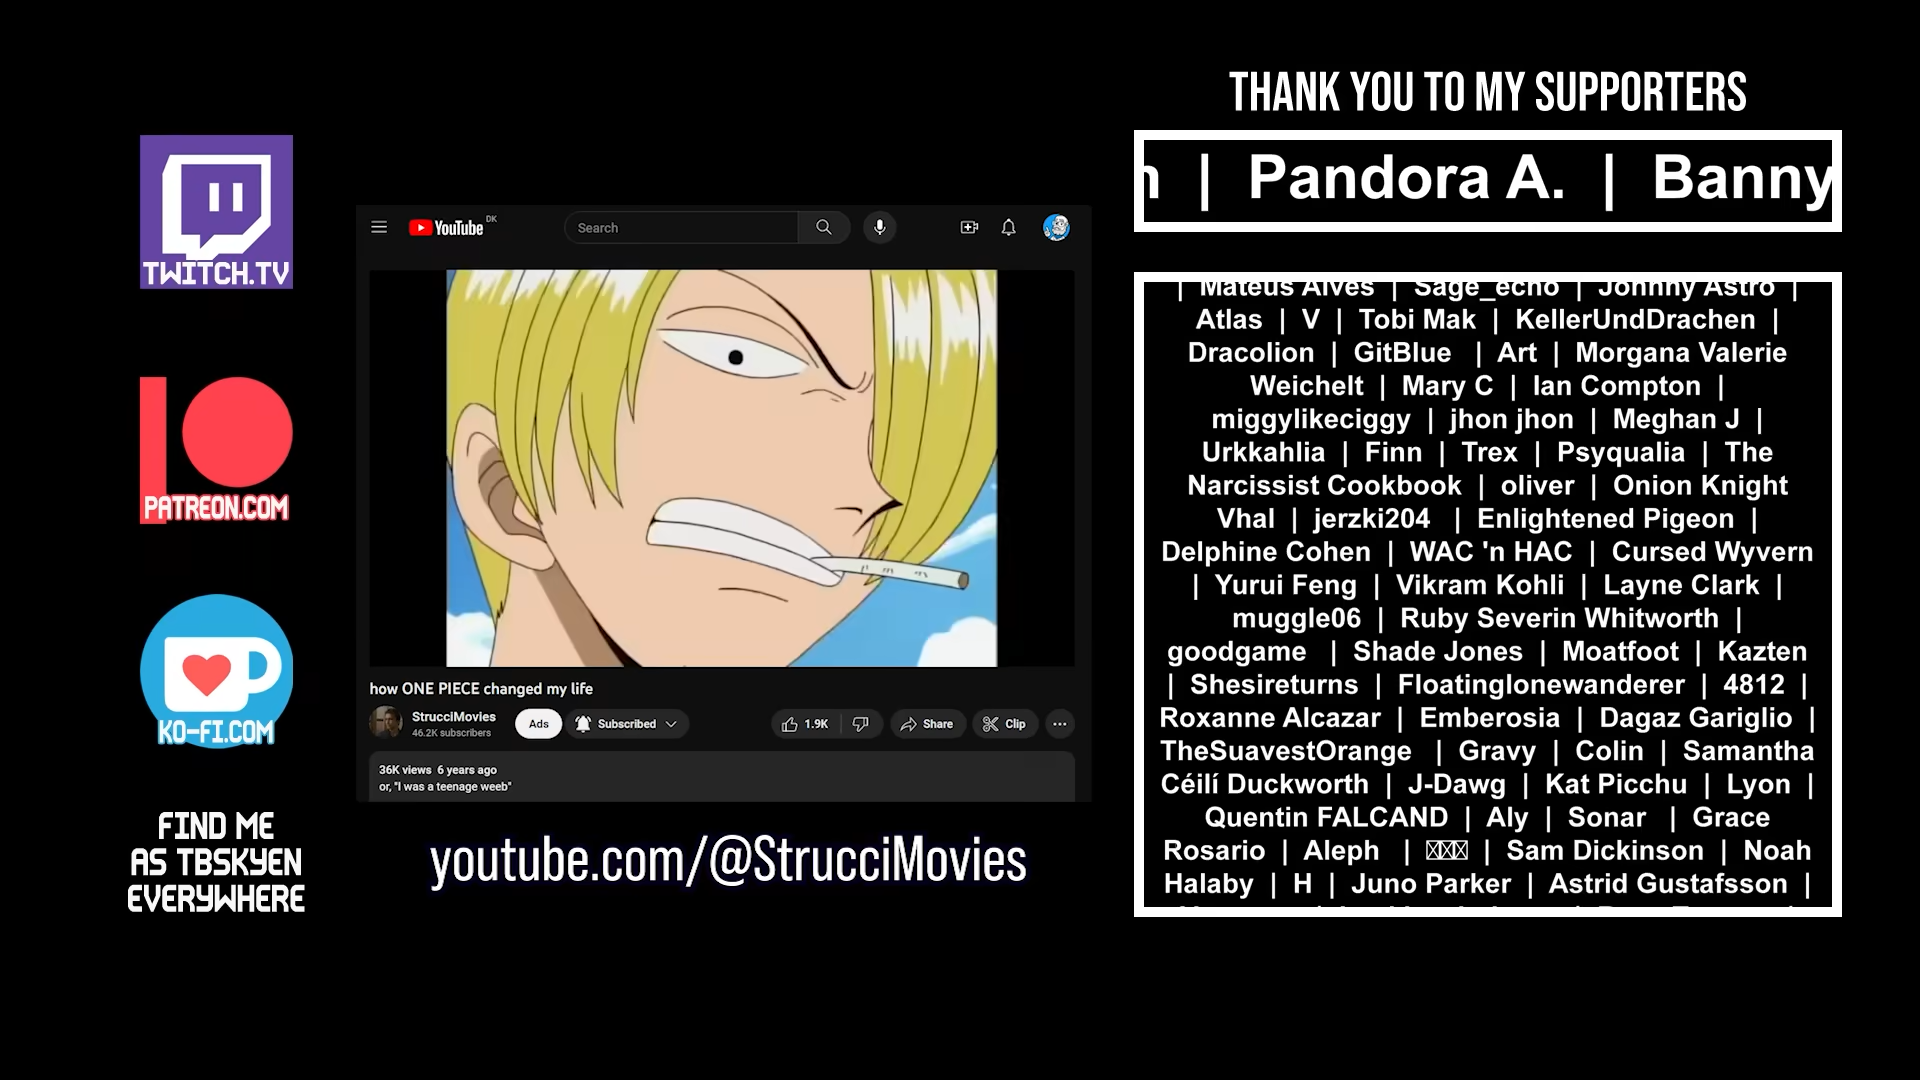 TWITCH.TV
PATREON.COM
KO-FI.COM
FIND ME
AS TBSKYEN
EVERYWHERE
YouTube DK
Search
how ONE PIECE changed my life
StrucciMovies
46.2K subscribers
Ads
Subscribed
1.9K
Share
Clip
36K views 6 years ago
or, "I was a teenage weeb"
youtube.com/@StrucciMovies
THANK YOU TO MY SUPPORTERS
| Pandora A. | Banny
| Mateus Alves | Sage_echo | Johnny Astro |
Atlas | V | Tobi Mak | KellerUndDrachen |
Dracolion | GitBlue | Art | Morgana Valerie
Weichelt | Mary C | Ian Compton |
miggylikeciggy | jhon jhon | Meghan J |
Urkkahlia | Finn | Trex | Psyqualia | The
Narcissist Cookbook | oliver | Onion Knight
Vhal | jerzki204 | Enlightened Pigeon |
Delphine Cohen | WAC 'n HAC | Cursed Wyvern
| Yurui Feng | Vikram Kohli | Layne Clark |
muggle06 | Ruby Severin Whitworth |
goodgame | Shade Jones | Moatfoot | Kazten
| Shesireturns | Floatinglonewanderer | 4812 |
Roxanne Alcazar | Emberosia | Dagaz Gariglio |
TheSuavestOrange | Gravy | Colin | Samantha
Céilí Duckworth | J-Dawg | Kat Picchu | Lyon |
Quentin FALCAND | Aly | Sonar | Grace
Rosario | Aleph | | Sam Dickinson | Noah
Halaby | H | Juno Parker | Astrid Gustafsson |